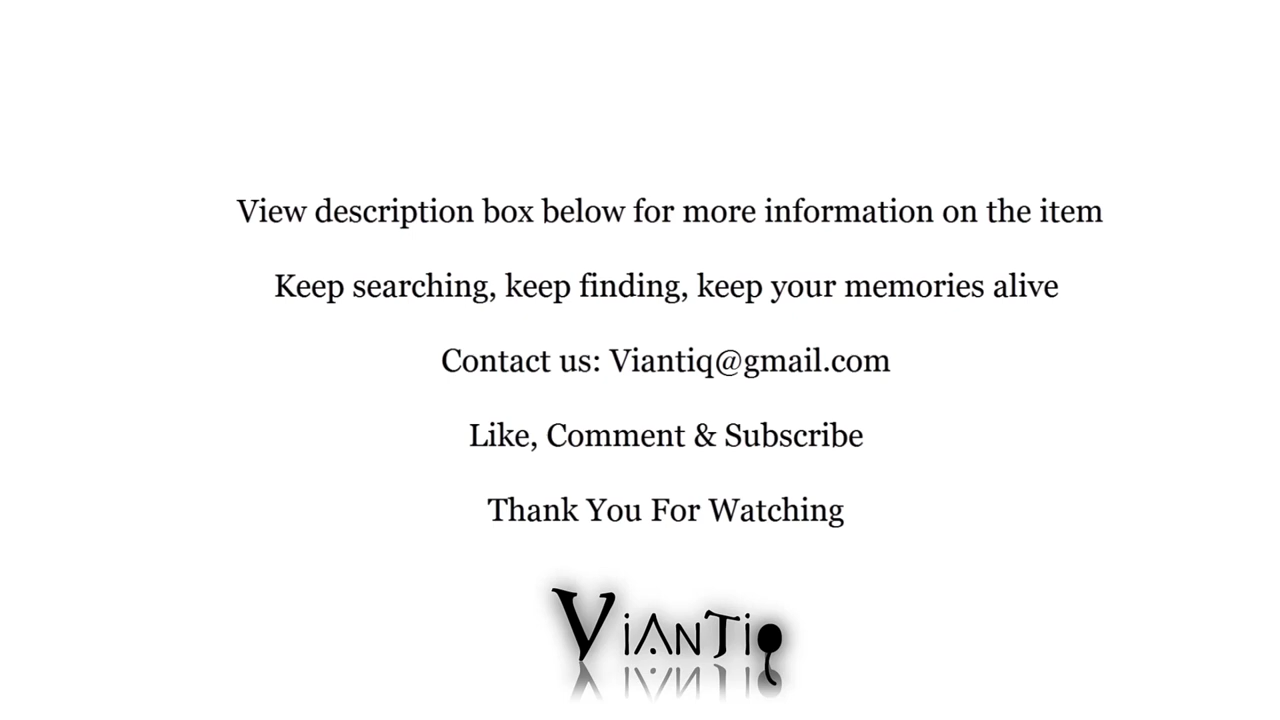 View description box below for more information on the item
Keep searching, keep finding, keep your memories alive
Contact us: Viantiq@gmail.com
Like, Comment & Subscribe
Thank You For Watching
ViANTiQ